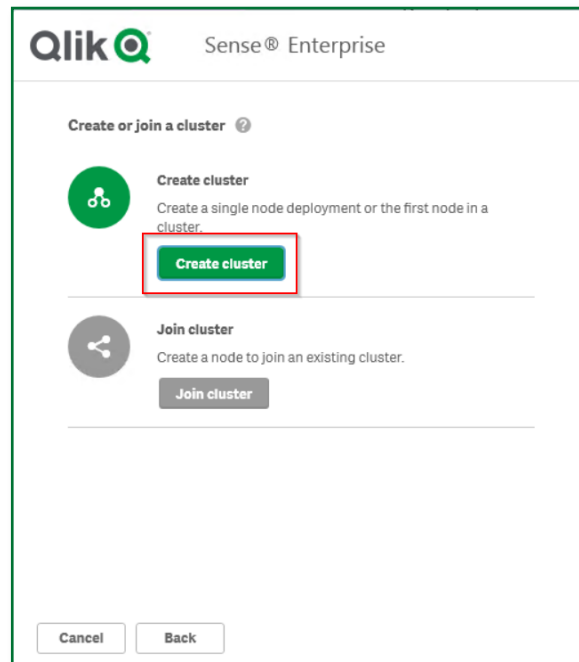 Qlik Sense® Enterprise
Create or join a cluster ?
Create cluster
Create a single node deployment or the first node in a
cluster.
Create cluster
Join cluster
Create a node to join an existing cluster.
Join cluster
Cancel Back